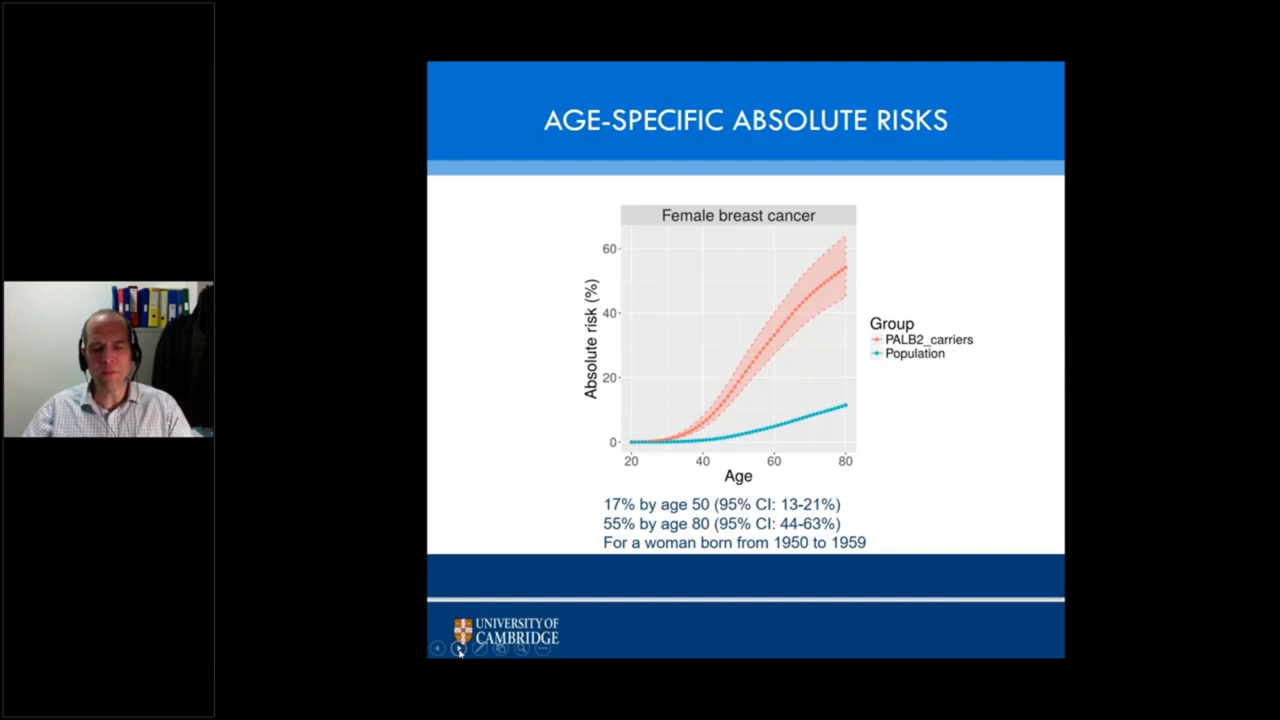 AGE-SPECIFIC ABSOLUTE RISKS
Female breast cancer
Absolute risk (%)
60
40
20
0
20 40 60 80
Age
Group
PALB2_carriers
Population
17% by age 50 (95% CI: 13-21%)
55% by age 80 (95% CI: 44-63%)
For a woman born from 1950 to 1959
UNIVERSITY OF
CAMBRIDGE